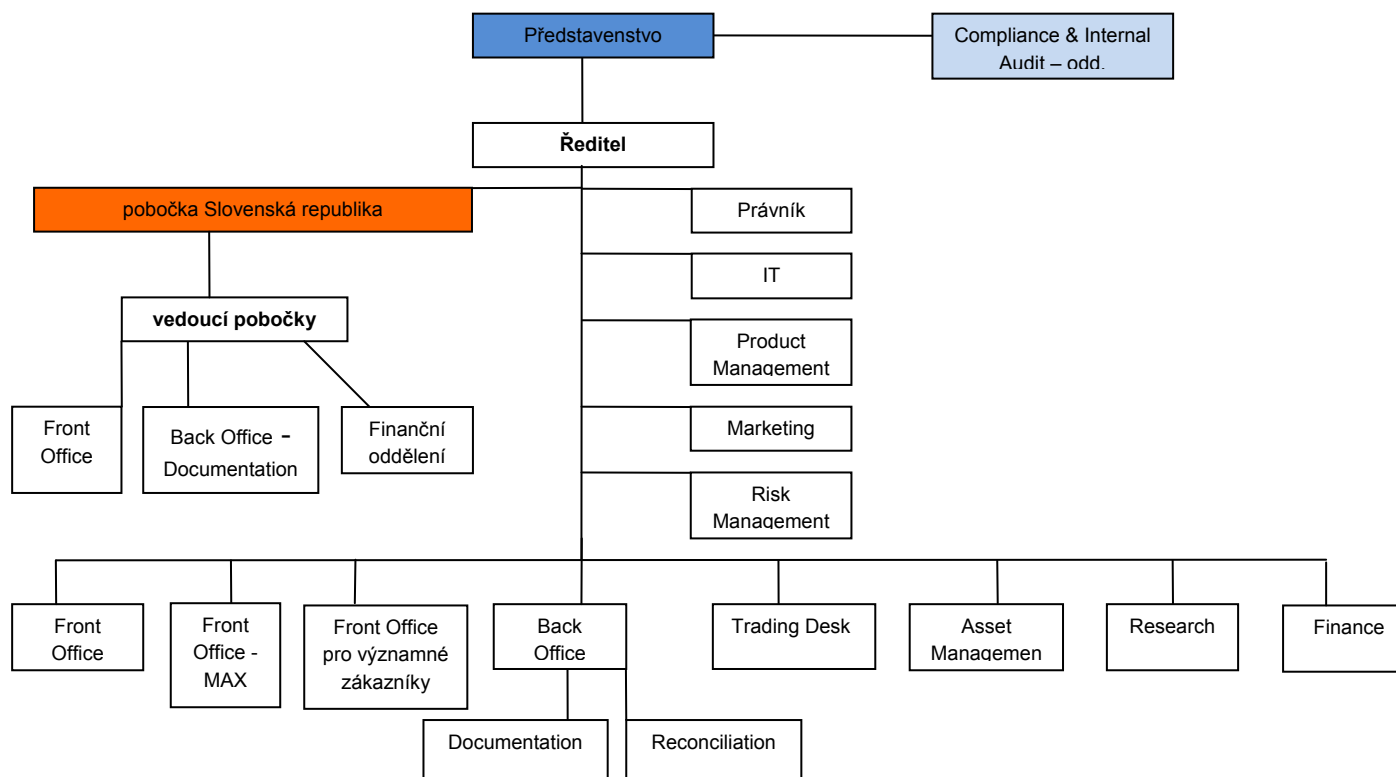 Představenstvo
Compliance & Internal
Audit – odd.
Ředitel
pobočka Slovenská republika
Právník
IT
vedoucí pobočky
Product
Management
Front
Office
Back Office -
Documentation
Finanční
oddělení
Marketing
Risk
Management
Front
Office
Front
Office -
MAX
Front Office
pro významné
zákazníky
Back
Office
Trading Desk
Asset
Managemen
Research
Finance
Documentation
Reconciliation